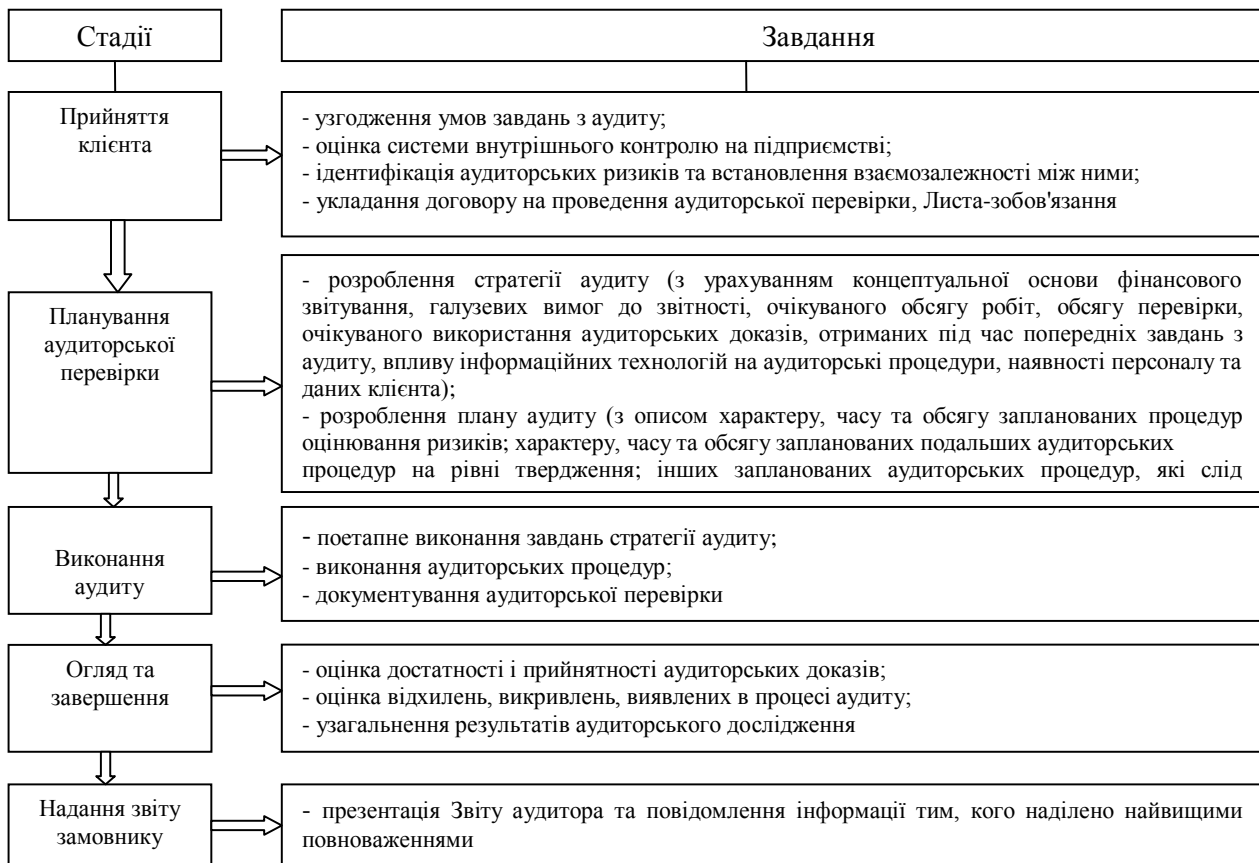 Стадії
Завдання
Прийняття
клієнта
- узгодження умов завдань з аудиту;
- оцінка системи внутрішнього контролю на підприємстві;
- ідентифікація аудиторських ризиків та встановлення взаємозалежності між ними;
- укладання договору на проведення аудиторської перевірки, Листа-зобов'язання
Планування
аудиторської
перевірки
- розроблення стратегії аудиту (з урахуванням концептуальної основи фінансового
звітування, галузевих вимог до звітності, очікуваного обсягу робіт, обсягу перевірки,
очікуваного використання аудиторських доказів, отриманих під час попередніх завдань з
аудиту, впливу інформаційних технологій на аудиторські процедури, наявності персоналу та
даних клієнта);
- розроблення плану аудиту (з описом характеру, часу та обсягу запланованих процедур
оцінювання ризиків; характеру, часу та обсягу запланованих подальших аудиторських
процедур на рівні твердження; інших запланованих аудиторських процедур, які слід
Виконання
аудиту
- поетапне виконання завдань стратегії аудиту;
- виконання аудиторських процедур;
- документування аудиторської перевірки
Огляд та
завершення
- оцінка достатності і прийнятності аудиторських доказів;
- оцінка відхилень, викривлень, виявлених в процесі аудиту;
- узагальнення результатів аудиторського дослідження
Надання звіту
замовнику
- презентація Звіту аудитора та повідомлення інформації тим, кого наділено найвищими
повноваженнями